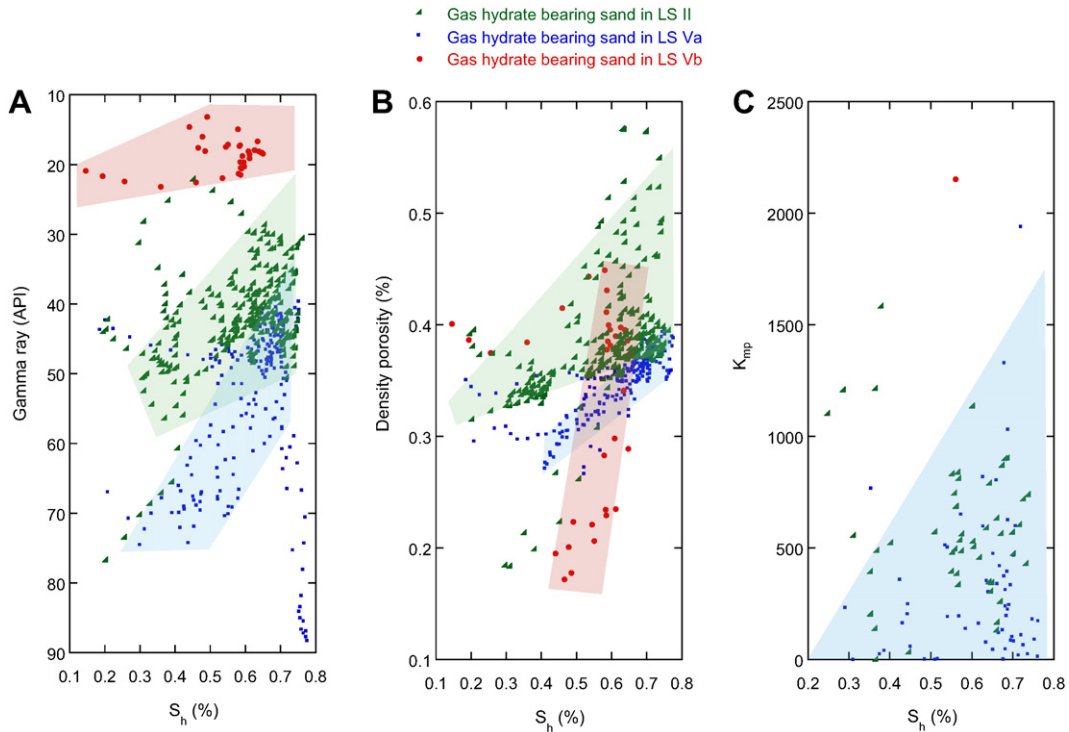 Gas hydrate bearing sand in LS II
Gas hydrate bearing sand in LS Va
Gas hydrate bearing sand in LS Vb
A
Gamma ray (API)
10
20
30
40
50
60
70
80
90
0.1 0.2 0.3 0.4 0.5 0.6 0.7 0.8
Sh (%)
B
Density porosity (%)
0.6
0.5
0.4
0.3
0.2
0.1
0.1 0.2 0.3 0.4 0.5 0.6 0.7 0.8
Sh (%)
C
Kmp
2500
2000
1500
1000
500
0
0.2 0.3 0.4 0.5 0.6 0.7 0.8
Sh (%)